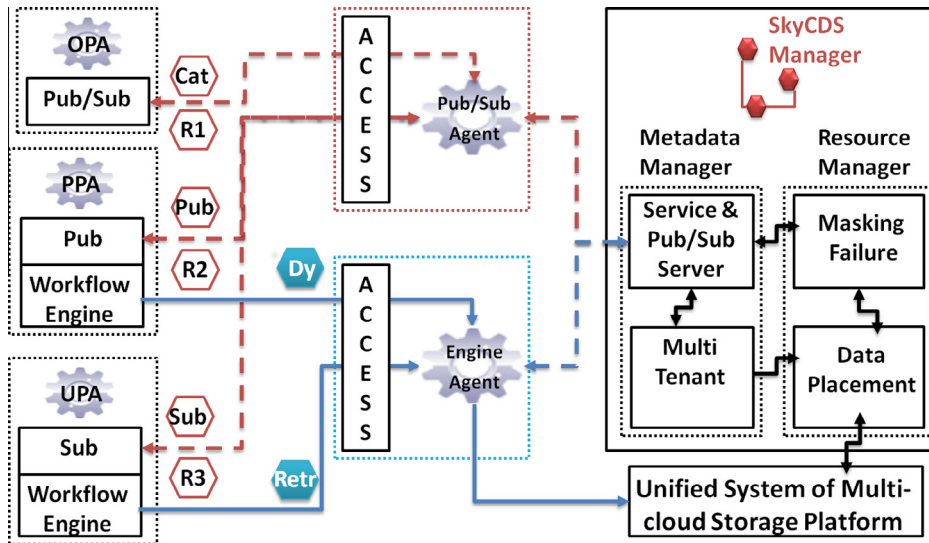 OPA
Pub/Sub
Cat
R1
PPA
Pub
Workflow
Engine
Pub
R2
Dy
UPA
Sub
Workflow
Engine
Sub
R3
Retr
A
C
C
E
S
S
Pub/Sub
Agent
A
C
C
E
S
S
Engine
Agent
SkyCDS
Manager
Metadada
Manager
Resource
Manager
Service &
Pub/Sub
Server
Masking
Failure
Multi
Tenant
Data
Placement
Unified System of Multi-
cloud Storage Platform